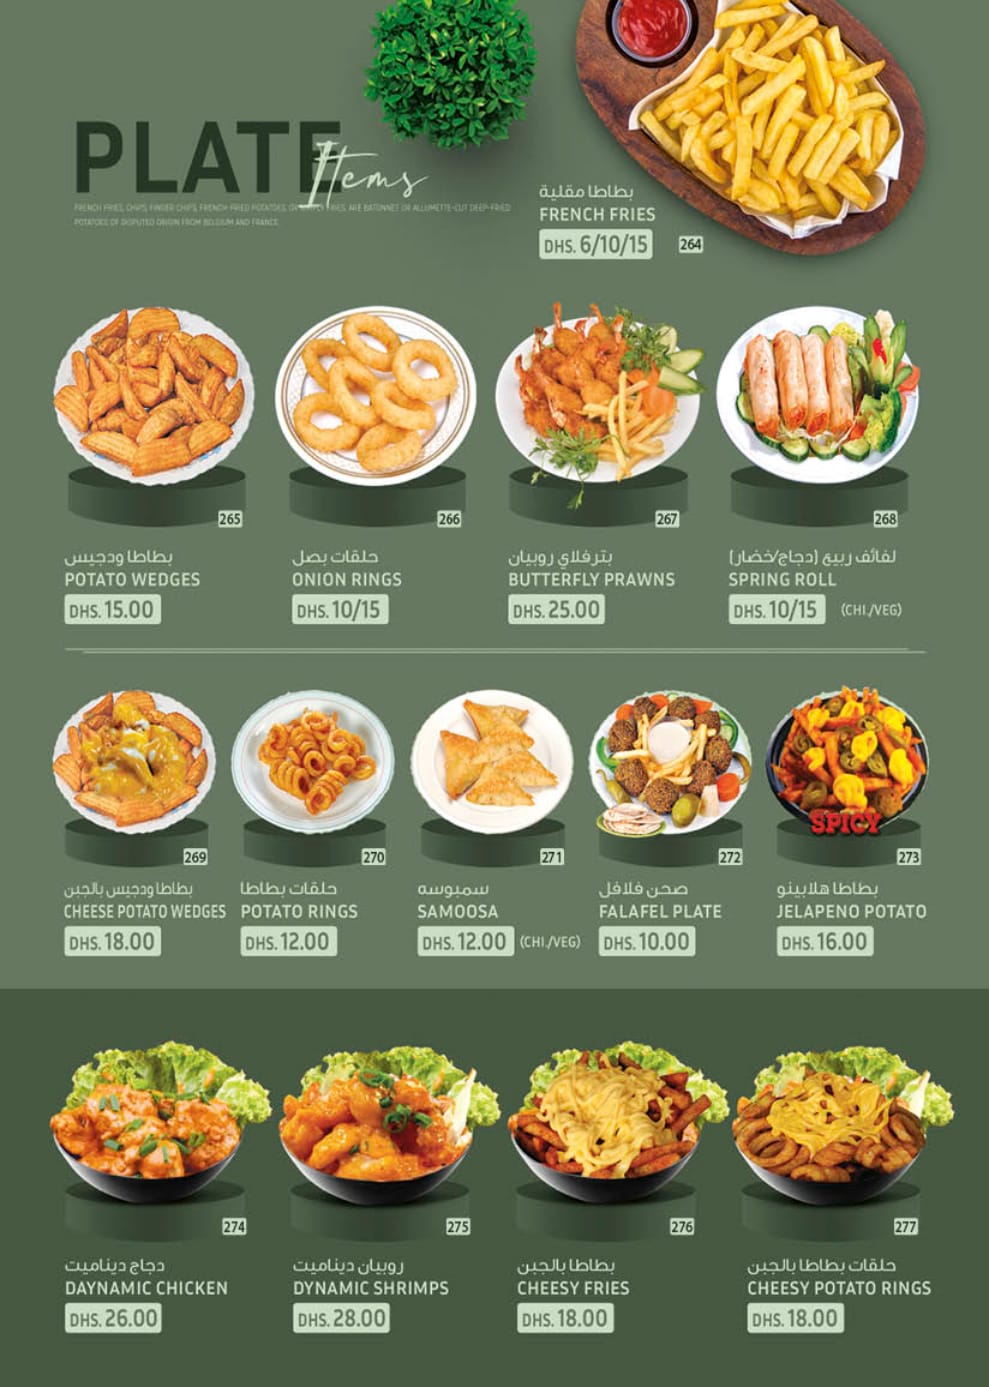 PLATE
Items
FRENCH FRIES, CHIPS, FINGER CHIPS, FRENCH-FRIED POTATOES, OR SIMPLY FRIES, ARE BATONNET OR ALLUMETTE-CUT DEEP-FRIED
POTATOES OF DISPUTED ORIGIN FROM BELGIUM AND FRANCE.
بطاطا مقلية
FRENCH FRIES
DHS. 6/10/15 264
265 266 267 268
بطاطا ودجيس
POTATO WEDGES
DHS. 15.00
حلقات بصل
ONION RINGS
DHS. 10/15
بترفلاي روبيان
BUTTERFLY PRAWNS
DHS. 25.00
لفائف ربيع (دجاج/خضار)
SPRING ROLL
DHS. 10/15 (CHI./VEG)
SPICY
269 270 271 272 273
بطاطا ودجيس بالجبن
CHEESE POTATO WEDGES
DHS. 18.00
حلقات بطاطا
POTATO RINGS
DHS. 12.00
سمبوسه
SAMOOSA
DHS. 12.00 (CHI./VEG)
صحن فلافل
FALAFEL PLATE
DHS. 10.00
بطاطا هلابينو
JELAPENO POTATO
DHS. 16.00
274 275 276 277
دجاج ديناميت
DAYNAMIC CHICKEN
DHS. 26.00
روبيان ديناميت
DYNAMIC SHRIMPS
DHS. 28.00
بطاطا بالجبن
CHEESY FRIES
DHS. 18.00
حلقات بطاطا بالجبن
CHEESY POTATO RINGS
DHS. 18.00